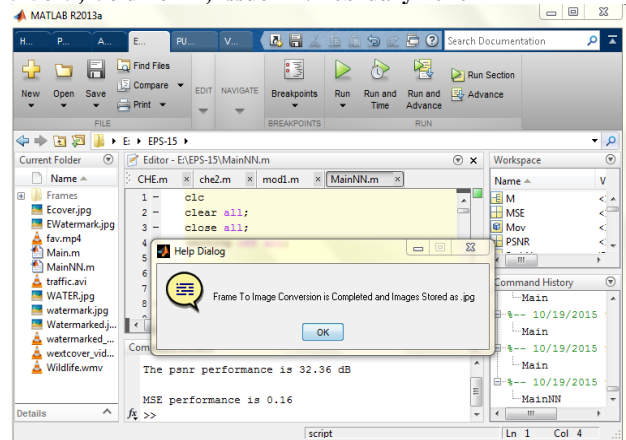 MATLAB R2013a
H... P... A... E... PU... V... Search Documentation
New Open Save Find Files Compare Print EDIT NAVIGATE Breakpoints Run Run and Time Run and Advance Run Section Advance
FILE BREAKPOINTS RUN
E: EPS-15
Current Folder
Name
Frames
Ecover.jpg
EWatermark.jpg
fav.mp4
Main.m
MainNN.m
traffic.avi
WATER.jpg
watermark.jpg
Watermarked.j...
watermarked_...
wextcover_vid...
Wildlife.wmv
Details
Editor - E:\EPS-15\MainNN.m
CHE.m che2.m mod1.m MainNN.m
1 - clc
2 - clear all;
3 - close all;
4
5
6
7
8
Help Dialog
Frame To Image Conversion is Completed and Images Stored as .jpg
OK
The psnr performance is 32.36 dB
MSE performance is 0.16
fx >>
Workspace
Name V
M
MSE
Mov
PSNR
Command History
Main
%-- 10/19/2015
Main
%-- 10/19/2015
Main
%-- 10/19/2015
MainNN
script Ln 1 Col 4